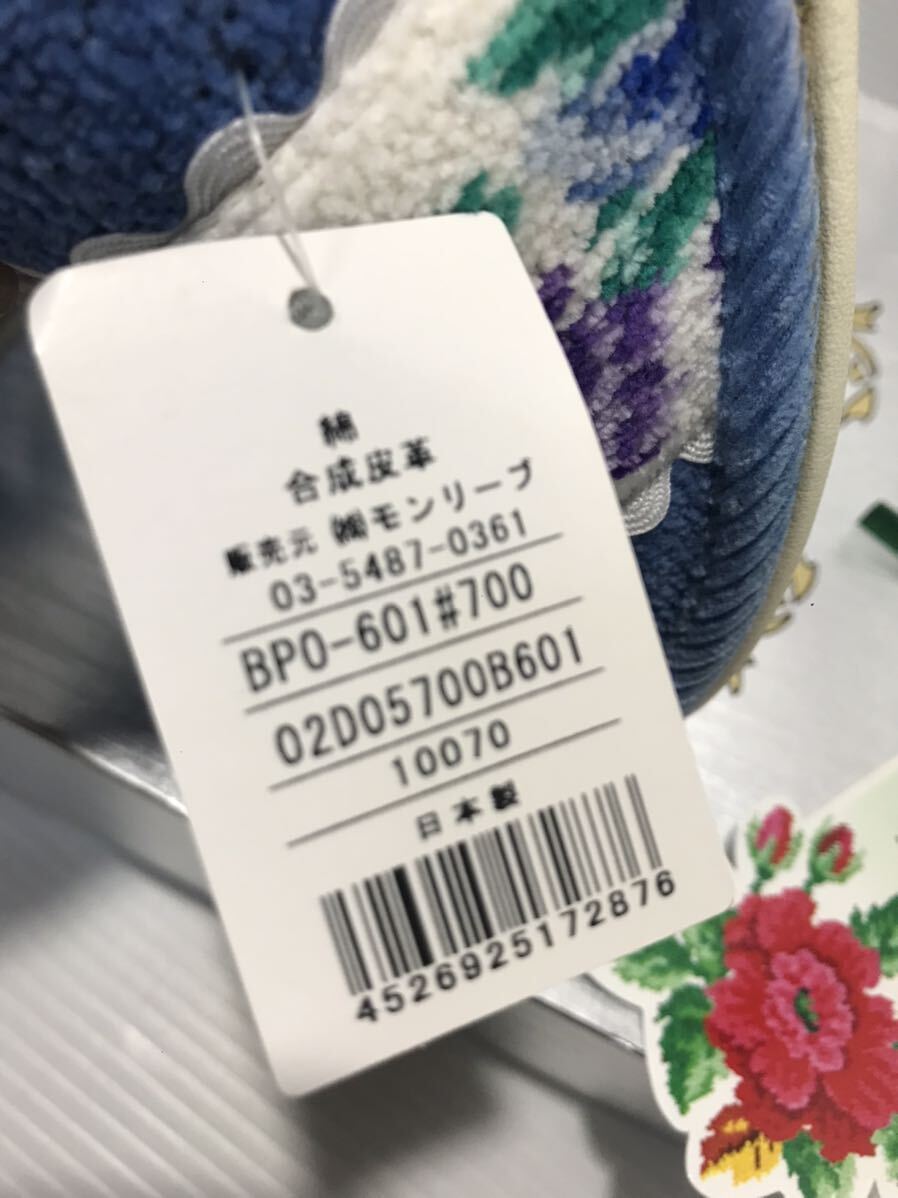 綿
合成皮革
販売元 ㈱モンリーブ
03-5487-0361
BPO-601#700
02D05700B601
10070
日本製
4526925172876